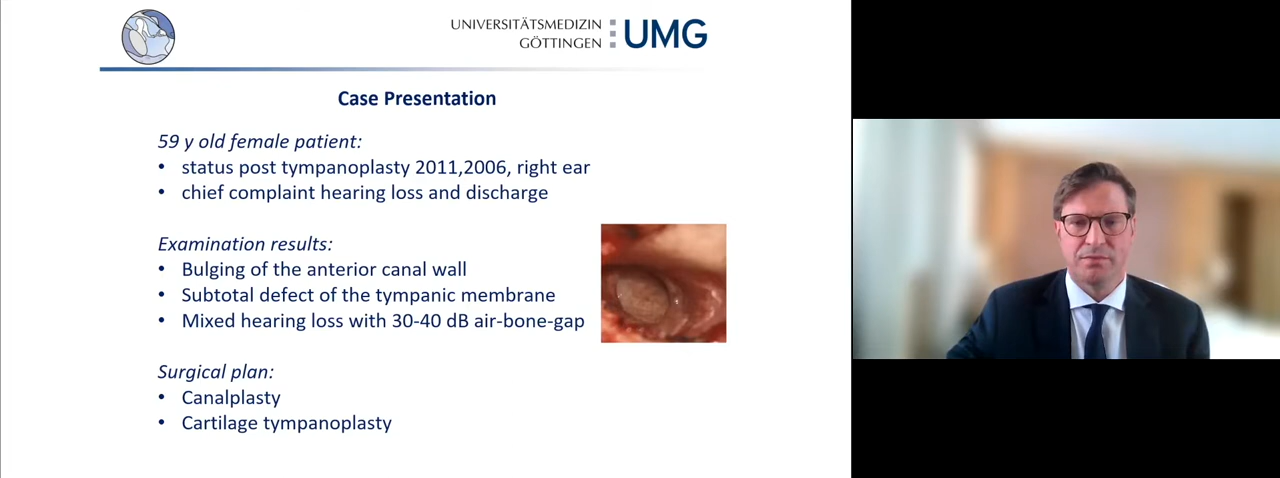 UNIVERSITÄTSMEDIZIN
GÖTTINGEN
UMG
Case Presentation
59 y old female patient:
• status post tympanoplasty 2011,2006, right ear
• chief complaint hearing loss and discharge
Examination results:
• Bulging of the anterior canal wall
• Subtotal defect of the tympanic membrane
• Mixed hearing loss with 30-40 dB air-bone-gap
Surgical plan:
• Canalplasty
• Cartilage tympanoplasty